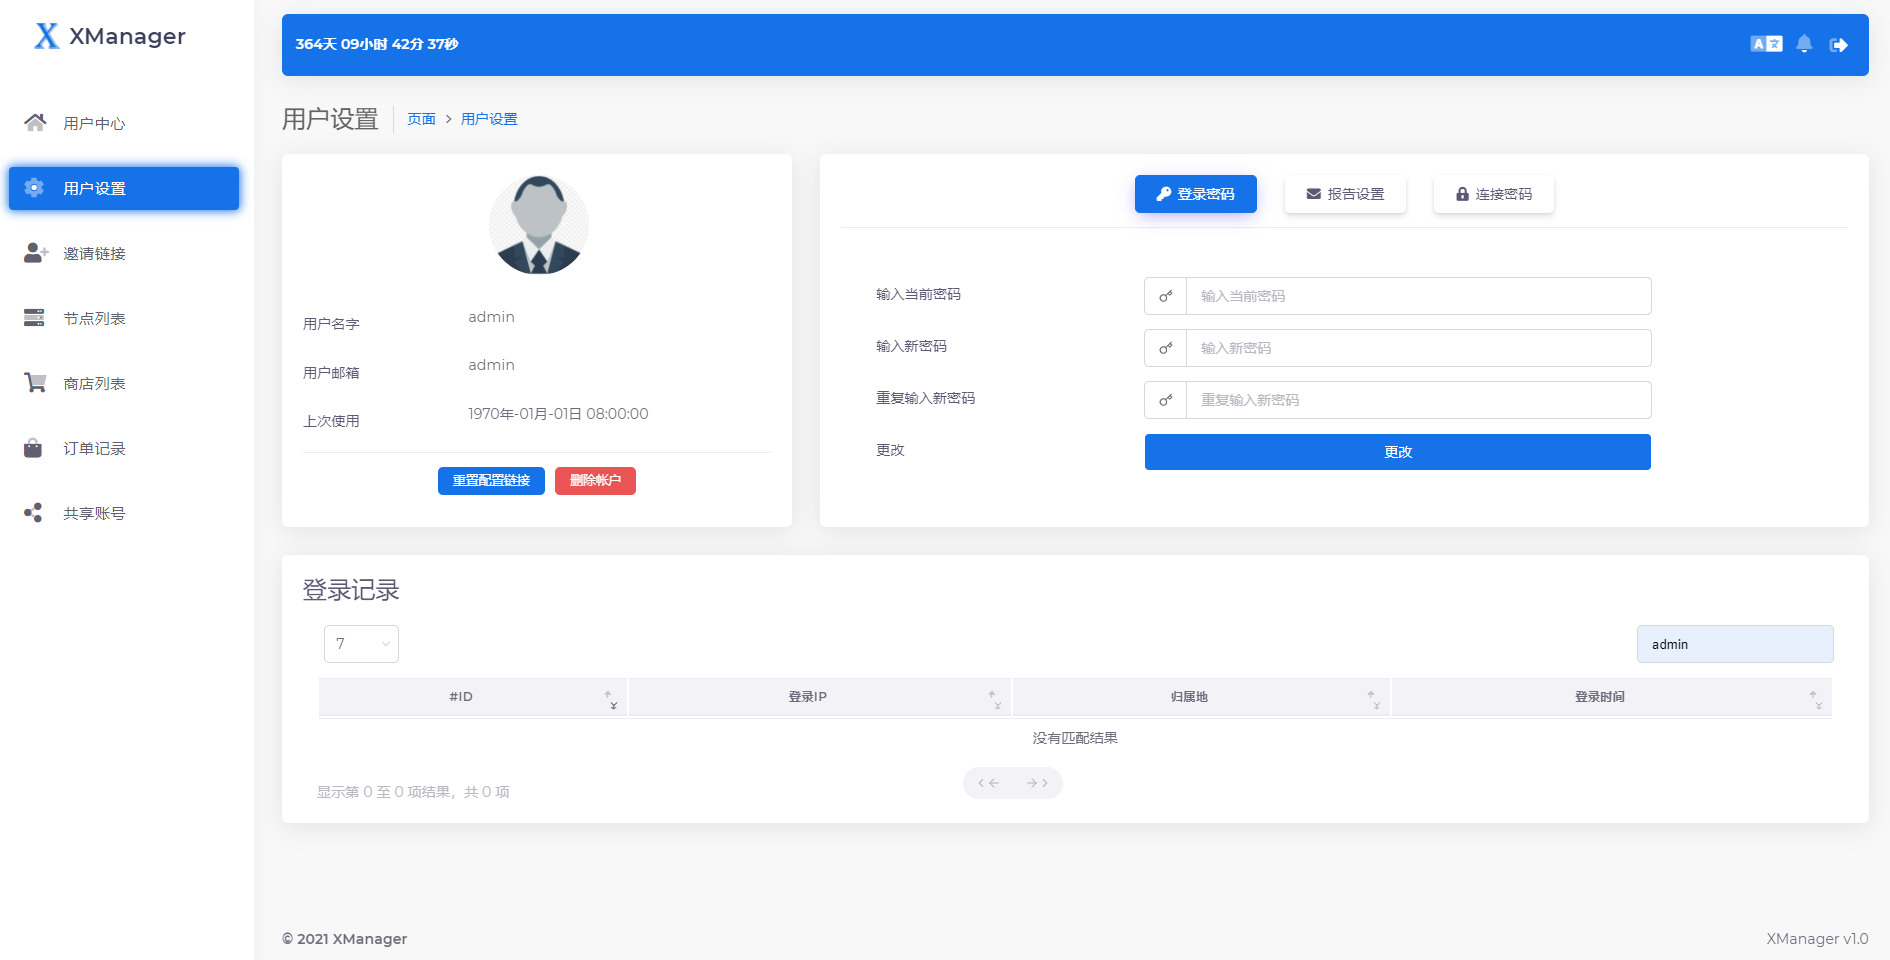 XManager
用户中心
用户设置
邀请链接
节点列表
商店列表
订单记录
共享账号
364天 09小时 42分 37秒
A 文
用户设置
页面 > 用户设置
用户名字 admin
用户邮箱 admin
上次使用 1970年-01月-01日 08:00:00
重置配置链接 删除帐户
登录密码 报告设置 连接密码
输入当前密码 输入当前密码
输入新密码 输入新密码
重复输入新密码 重复输入新密码
更改 更改
登录记录
7 admin
#ID 登录IP 归属地 登录时间
没有匹配结果
显示第 0 至 0 项结果，共 0 项
© 2021 XManager XManager v1.0